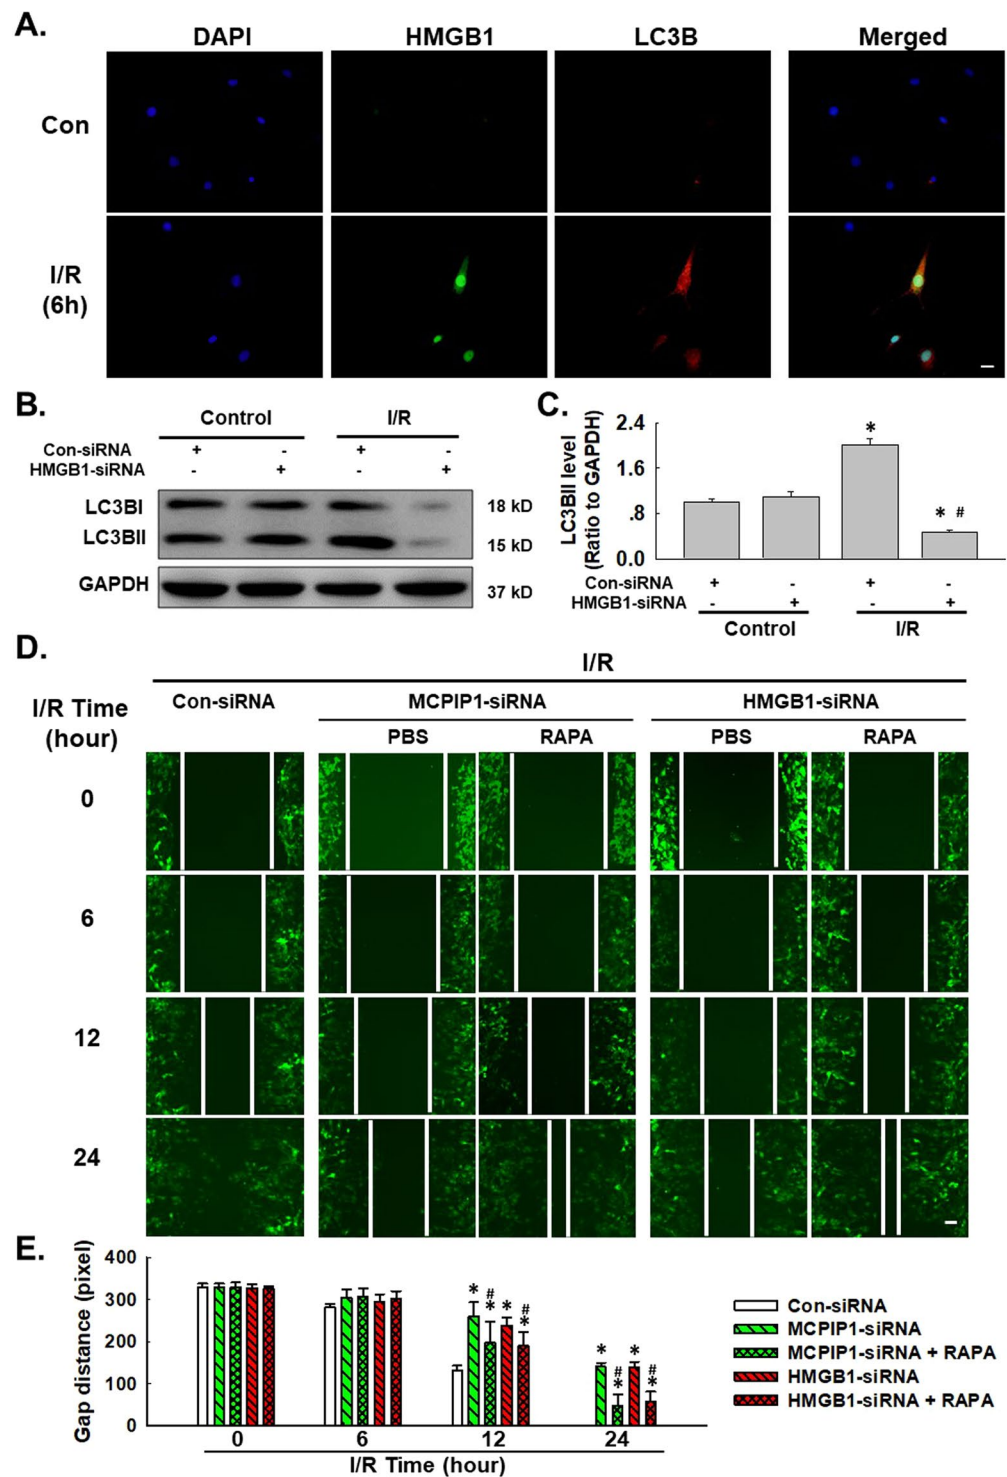 A.
DAPI HMGB1 LC3B Merged
Con
I/R
(6h)
B.
Control I/R
Con-siRNA + - + -
HMGB1-siRNA - + - +
LC3BI 18 kD
LC3BII 15 kD
GAPDH 37 kD
C.
LC3BII level
(Ratio to GAPDH)
2.4
1.6
.8
0.0
* * #
Con-siRNA + - + -
HMGB1-siRNA - + - +
Control I/R
D.
I/R
I/R Time
(hour)
Con-siRNA MCPIP1-siRNA HMGB1-siRNA
PBS RAPA PBS RAPA
0
6
12
24
E.
Gap distance (pixel)
400
300
200
100
0
* # * * # *
* # * * # *
0 6 12 24
I/R Time (hour)
Con-siRNA
MCPIP1-siRNA
MCPIP1-siRNA + RAPA
HMGB1-siRNA
HMGB1-siRNA + RAPA